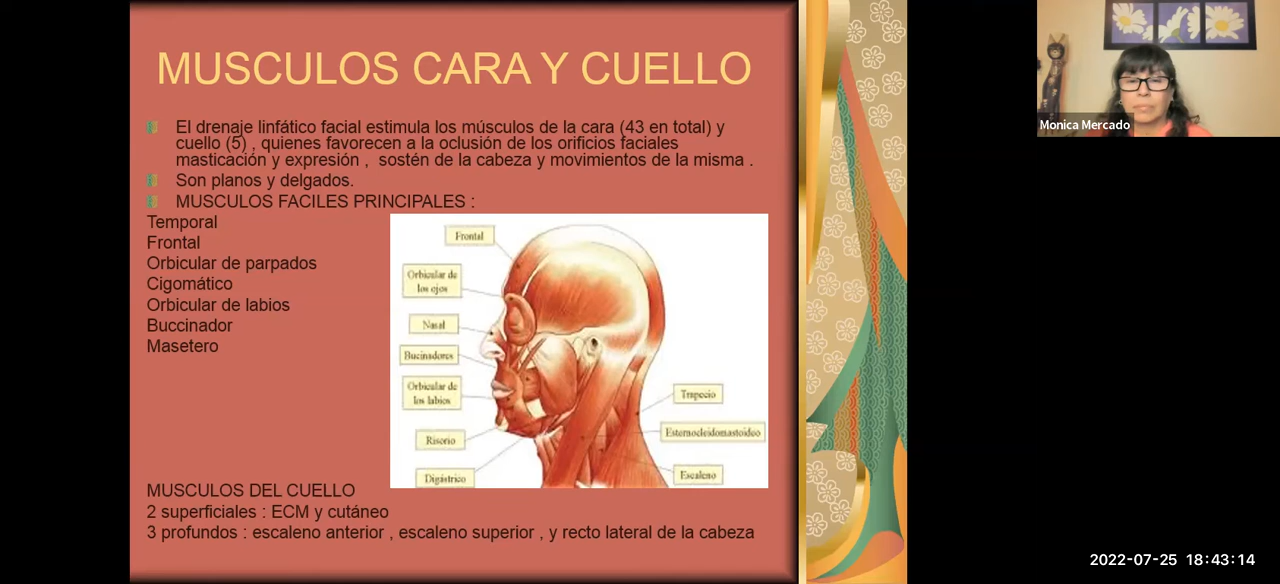 MUSCULOS CARA Y CUELLO
El drenaje linfático facial estimula los músculos de la cara (43 en total) y
cuello (5) , quienes favorecen a la oclusión de los orificios faciales
masticación y expresión , sostén de la cabeza y movimientos de la misma .
Son planos y delgados.
MUSCULOS FACILES PRINCIPALES :
Temporal
Frontal
Orbicular de parpados
Cigomático
Orbicular de labios
Buccinador
Masetero
Frontal
Orbicular de
los ojos
Nasal
Bucinadores
Orbicular de
los labios
Risorio
Digástrico
Trapecio
Esternocleidomastoideo
Escaleno
MUSCULOS DEL CUELLO
2 superficiales : ECM y cutáneo
3 profundos : escaleno anterior , escaleno superior , y recto lateral de la cabeza
Monica Mercado
2022-07-25 18:43:14